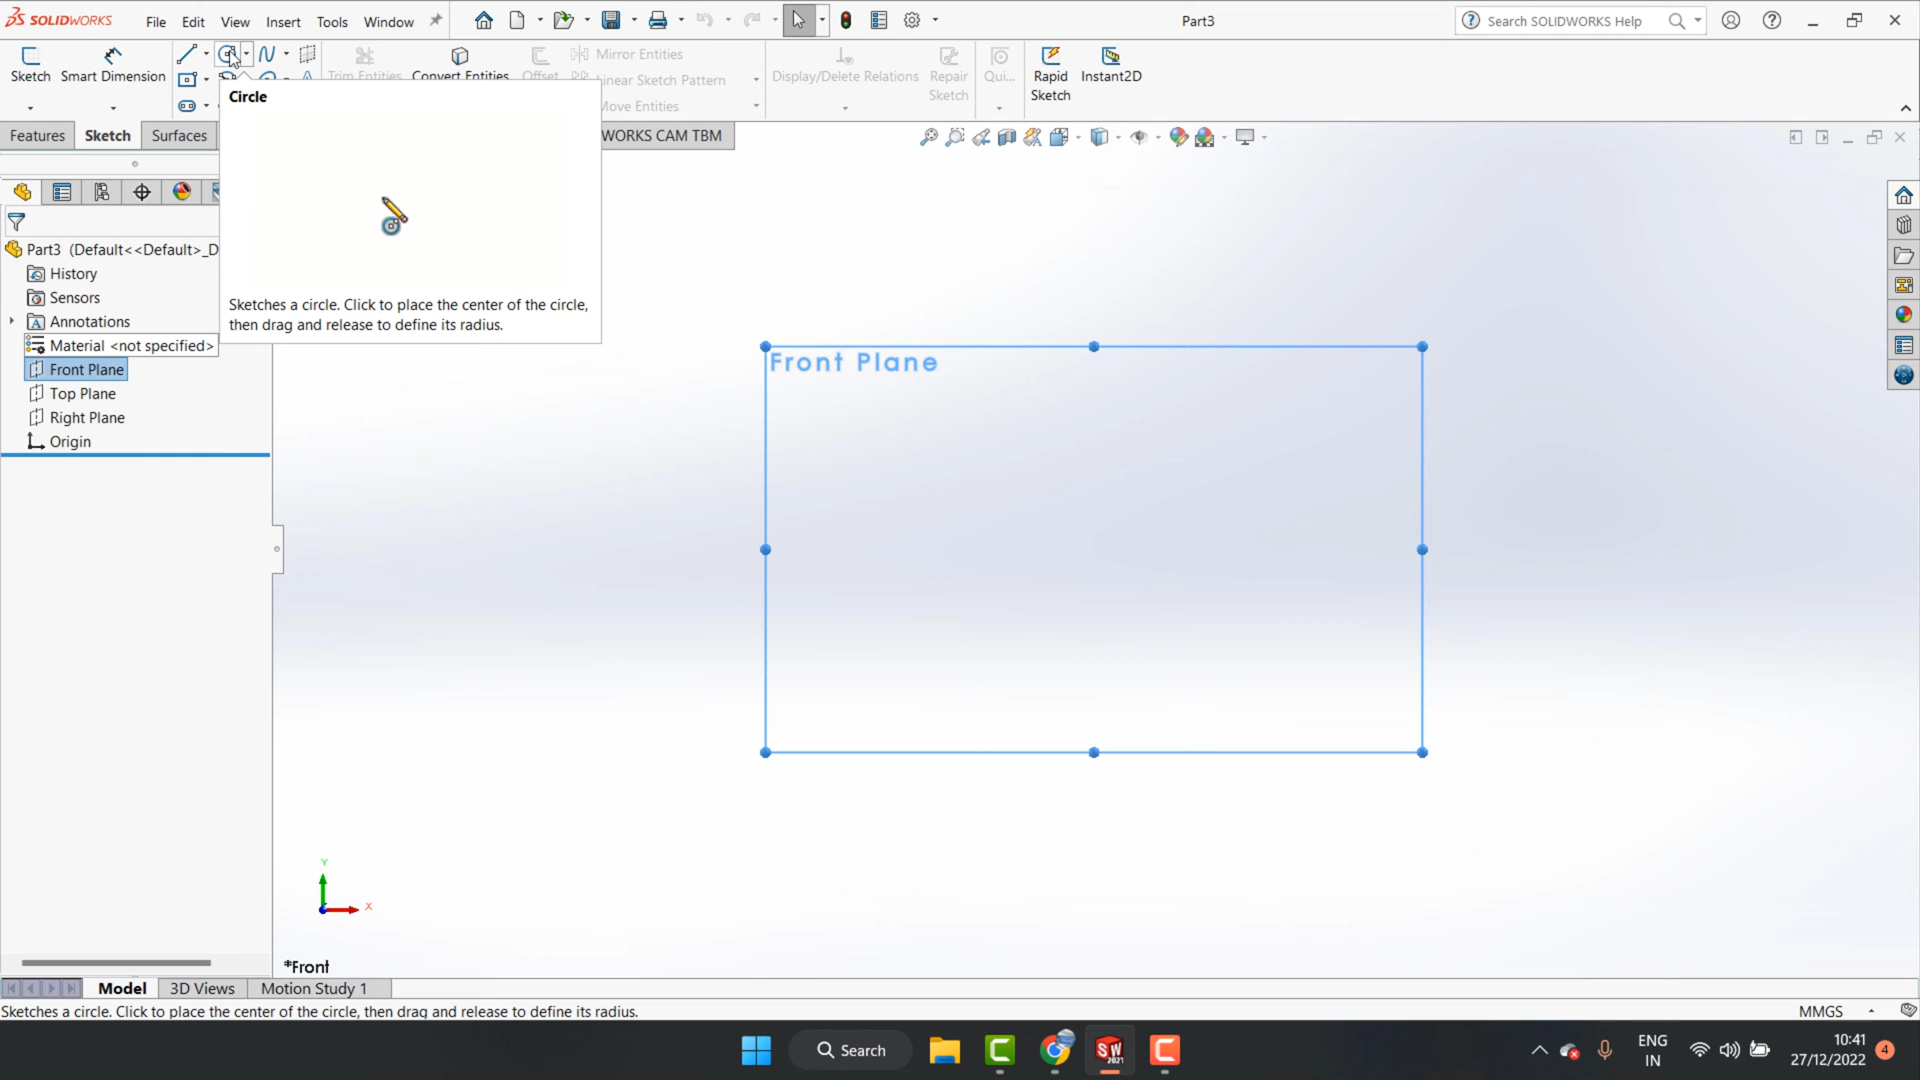 SOLIDWORKS File Edit View Insert Tools Window Part3 Search SOLIDWORKS Help
Sketch Smart Dimension Trim Entities Convert Entities Offset Mirror Entities Display/Delete Relations Repair Sketch Qui... Rapid Sketch Instant2D
Linear Sketch Pattern
Move Entities
Features Sketch Surfaces WORKS CAM TBM
Circle
Sketches a circle. Click to place the center of the circle,
then drag and release to define its radius.
Part3 (Default<<Default>_D
History
Sensors
Annotations
Material <not specified>
Front Plane
Top Plane
Right Plane
Origin
Front Plane
Y
X
*Front
Model 3D Views Motion Study 1
Sketches a circle. Click to place the center of the circle, then drag and release to define its radius. MMGS
Search SW 2021 ENG IN 10:41 27/12/2022 4